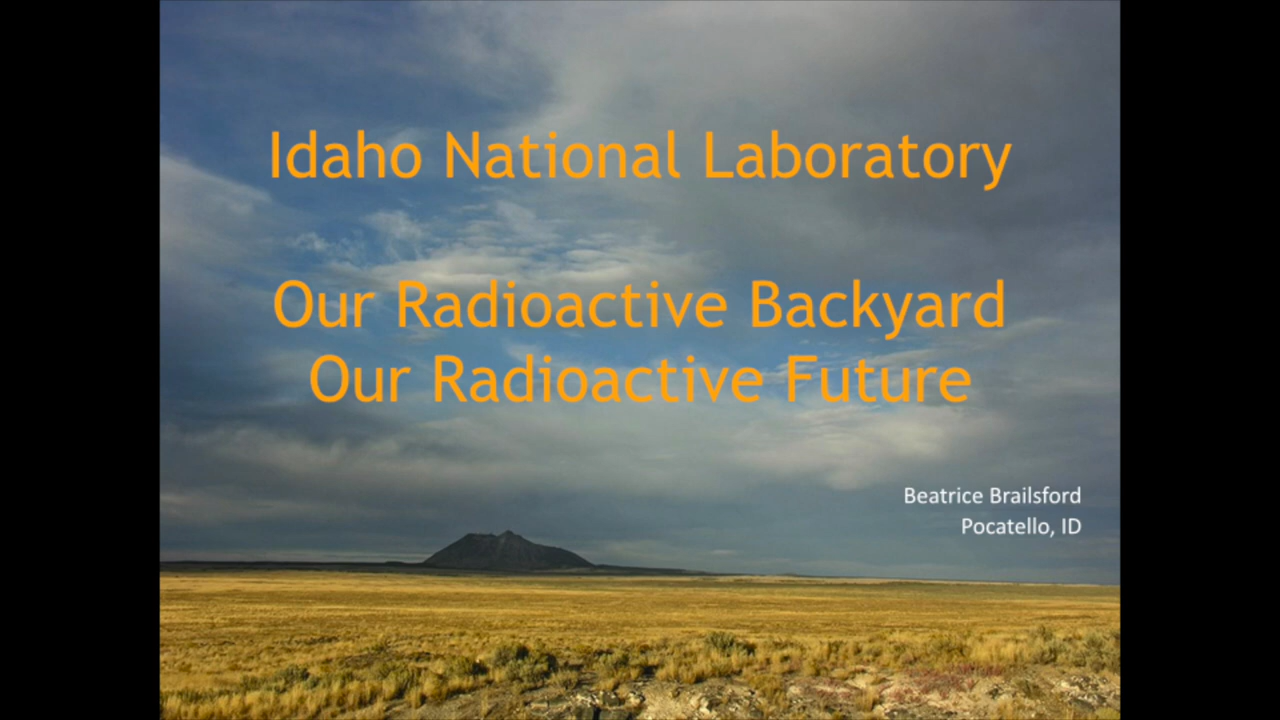 Idaho National Laboratory
Our Radioactive Backyard
Our Radioactive Future
Beatrice Brailsford
Pocatello, ID